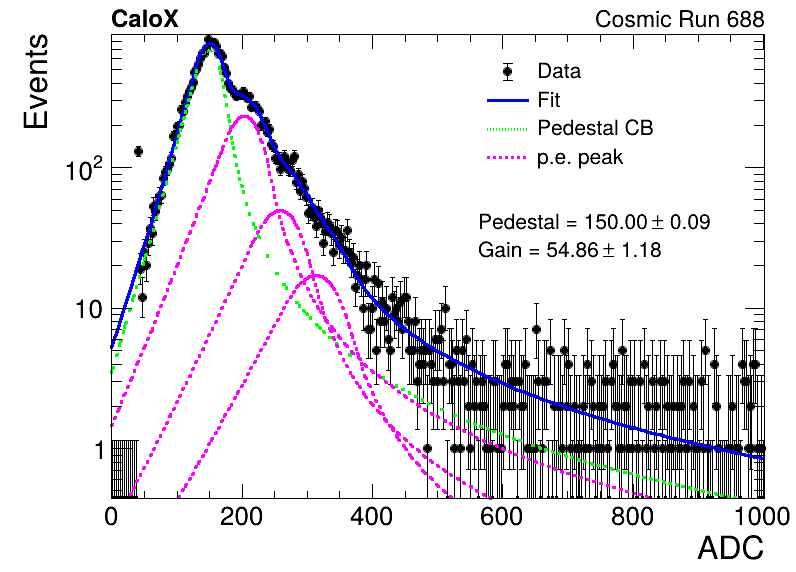 CaloX
Cosmic Run 688
Events
Data
Fit
Pedestal CB
p.e. peak
Pedestal = 150.00 ± 0.09
Gain = 54.86 ± 1.18
10²
10
1
0 200 400 600 800 1000
ADC